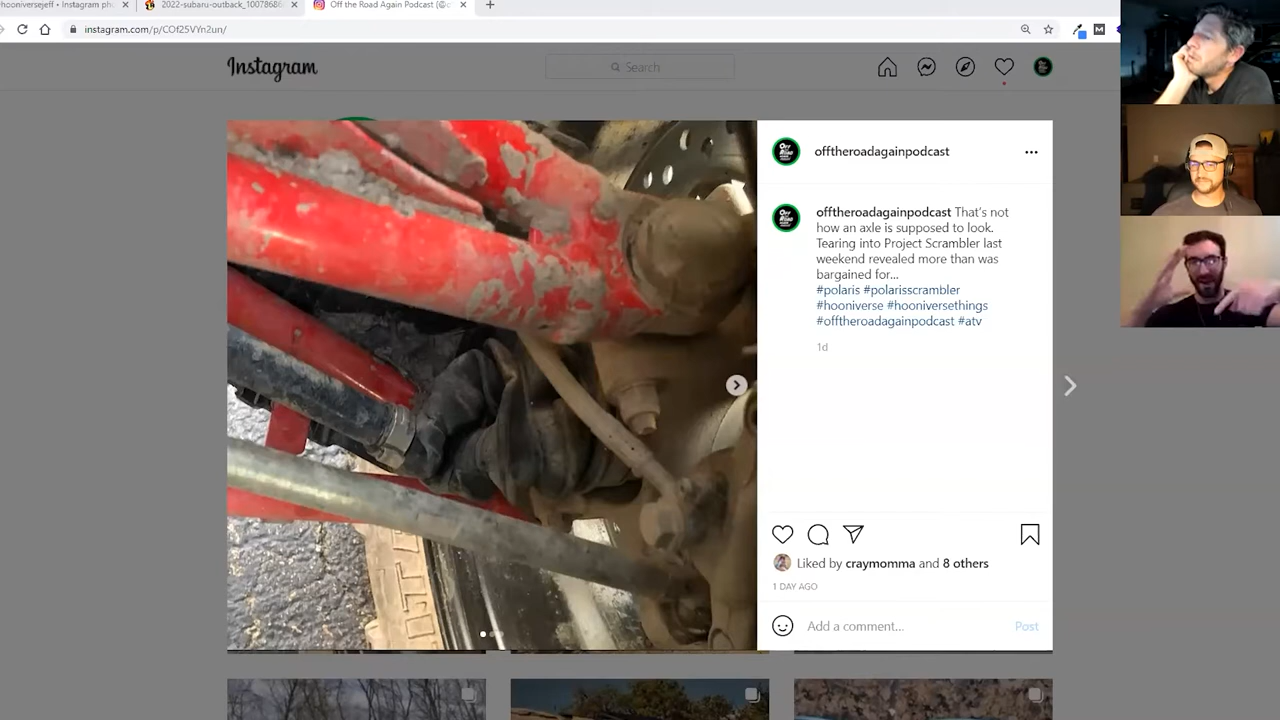 hooniversejeff • Instagram ph
2022-subaru-outback_1007868
Off the Road Again Podcast (@c
instagram.com/p/COf25VYn2un/
Instagram
Search
offtheroadagainpodcast
offtheroadagainpodcast That's not
how an axle is supposed to look.
Tearing into Project Scrambler last
weekend revealed more than was
bargained for...
#polaris #polarisscrambler
#hooniverse #hooniversethings
#offtheroadagainpodcast #atv
1d
Liked by craymomma and 8 others
1 DAY AGO
Add a comment...
Post